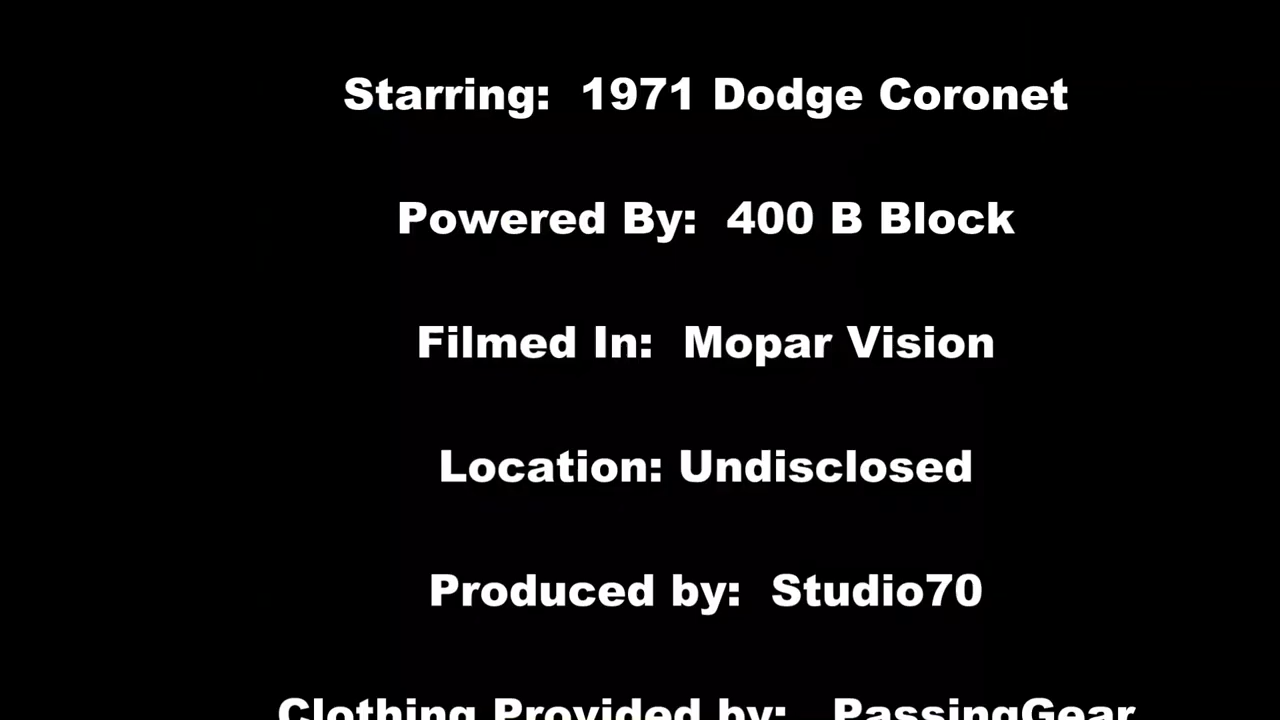 Starring:  1971 Dodge Coronet
Powered By:  400 B Block
Filmed In:  Mopar Vision
Location: Undisclosed
Produced by:  Studio70
Clothing Provided by:   PassingGear